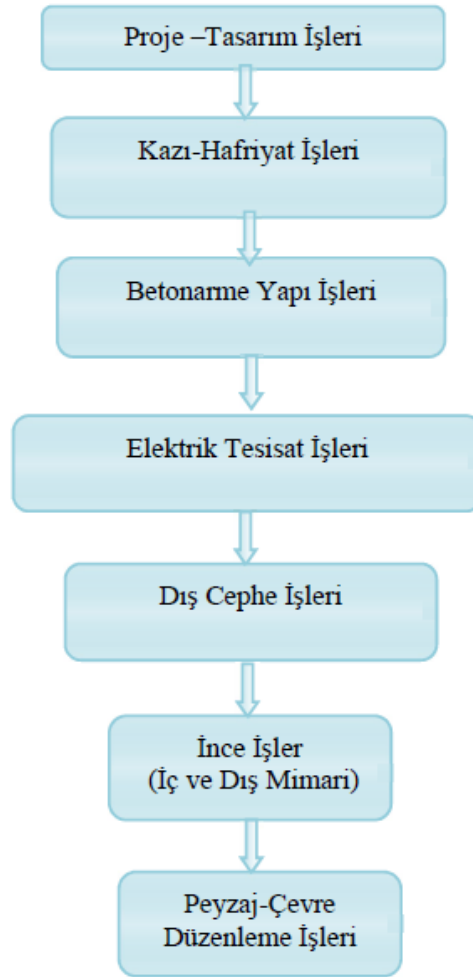 Proje –Tasarım İşleri
Kazı-Hafriyat İşleri
Betonarme Yapı İşleri
Elektrik Tesisat İşleri
Dış Cephe İşleri
İnce İşler
(İç ve Dış Mimari)
Peyzaj-Çevre
Düzenleme İşleri